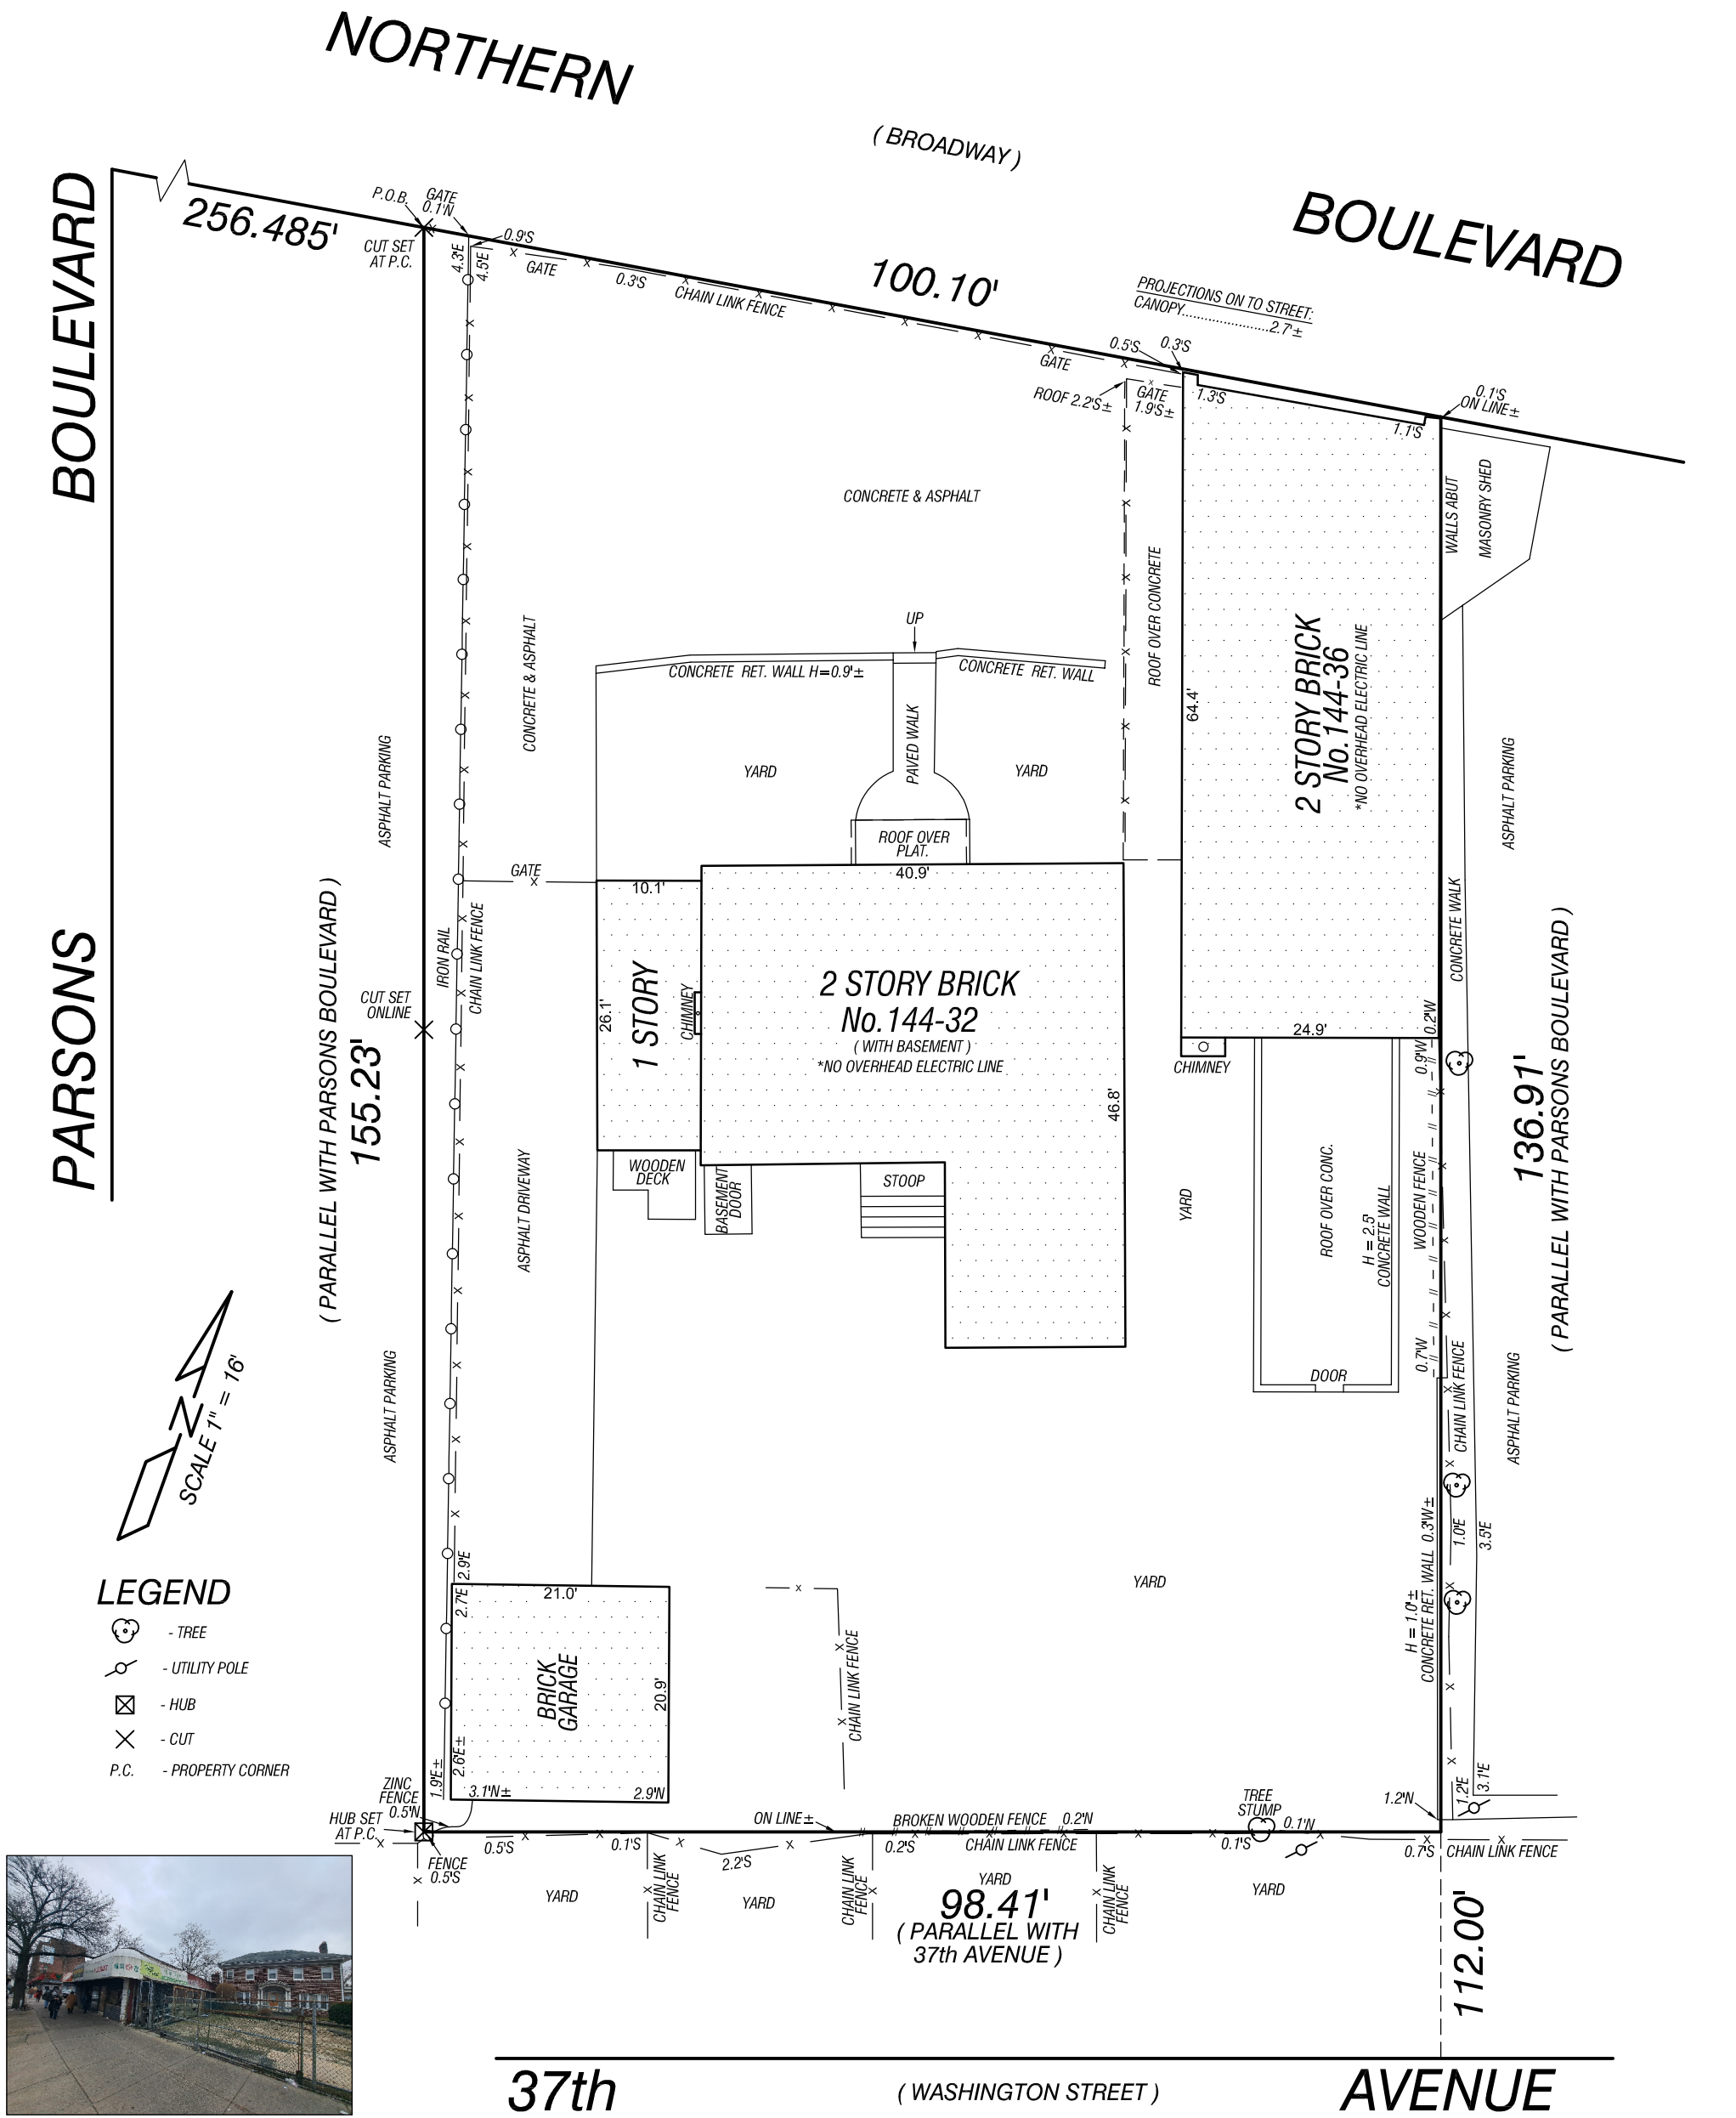 NORTHERN
( BROADWAY )
BOULEVARD
BOULEVARD
PARSONS
256.485'
P.O.B.
GATE
0.1'N
CUT SET
AT P.C.
4.3'E
4.5'E
0.9'S
GATE
0.3'S
CHAIN LINK FENCE
100.10'
PROJECTIONS ON TO STREET:
CANOPY......................2.7'±
0.5'S
0.3'S
GATE
ROOF 2.2'S±
GATE
1.9'S±
1.3'S
1.1'S
0.1'S
ON LINE±
CONCRETE & ASPHALT
WALLS ABUT
MASONRY SHED
CONCRETE & ASPHALT
ROOF OVER CONCRETE
UP
CONCRETE RET. WALL H=0.9'±
CONCRETE RET. WALL
64.4'
2 STORY BRICK
No.144-36
*NO OVERHEAD ELECTRIC LINE
ASPHALT PARKING
PAVED WALK
YARD
YARD
ASPHALT PARKING
ROOF OVER
PLAT.
GATE
10.1'
40.9'
( PARALLEL WITH PARSONS BOULEVARD )
155.23'
IRON RAIL
CHAIN LINK FENCE
CUT SET
ONLINE
26.1'
1 STORY
CHIMNEY
2 STORY BRICK
No.144-32
( WITH BASEMENT )
*NO OVERHEAD ELECTRIC LINE
46.8'
CONCRETE WALK
24.9'
0.2'W
CHIMNEY
0.9'W
136.91'
( PARALLEL WITH PARSONS BOULEVARD )
ASPHALT DRIVEWAY
WOODEN
DECK
BASEMENT
DOOR
STOOP
YARD
ROOF OVER CONC.
H = 2.5'
CONCRETE WALL
WOODEN FENCE
0.7'W
DOOR
CHAIN LINK FENCE
ASPHALT PARKING
ASPHALT PARKING
N
SCALE 1" = 16'
H = 1.0'±
CONCRETE RET. WALL 0.3'W±
1.0'E
3.5'E
LEGEND
- TREE
- UTILITY POLE
- HUB
- CUT
P.C. - PROPERTY CORNER
2.7'E
2.9'E
21.0'
BRICK
GARAGE
20.9'
YARD
CHAIN LINK FENCE
1.9'E±
2.6'E±
3.1'N±
2.9'N
ZINC
FENCE
0.5'N
HUB SET
AT P.C.
FENCE
0.5'S
0.5'S
0.1'S
2.2'S
ON LINE±
BROKEN WOODEN FENCE 0.2'N
0.2'S
CHAIN LINK FENCE
TREE
STUMP
0.1'N
0.1'S
1.2'N
1.2'E
3.1'E
0.7'S
CHAIN LINK FENCE
YARD
CHAIN LINK
FENCE
YARD
CHAIN LINK
FENCE
YARD
CHAIN LINK
FENCE
YARD
98.41'
( PARALLEL WITH
37th AVENUE )
112.00'
37th
( WASHINGTON STREET )
AVENUE